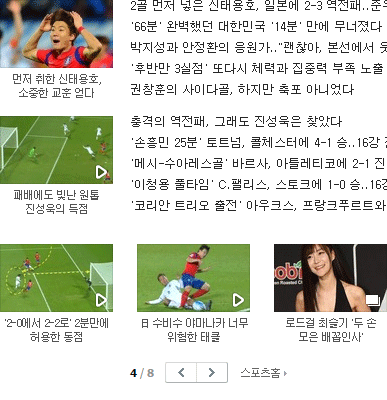 2골 먼저 넣은 신태용호, 일본에 2-3 역전패..준우
'66분' 완벽했던 대한민국 '14분' 만에 무너졌다
박지성과 안정환의 응원가.."괜찮아, 본선에서 웃
'후반만 3실점' 또다시 체력과 집중력 부족 노출
권창훈의 사이다골, 하지만 축포 아니었다
먼저 취한 신태용호,
소중한 교훈 얻다
충격의 역전패, 그래도 진성욱은 찾았다
'손흥민 25분' 토트넘, 콜체스터에 4-1 승..16강
'메시-수아레스골' 바르사, 아틀레티코에 2-1 진
'이청용 풀타임' C.팰리스, 스토크에 1-0 승..16강
'코리안 트리오 출전' 아우크스, 프랑크푸르트와
패배에도 빛난 원톱
진성욱의 득점
'2-0에서 2-2로' 2분만에
허용한 동점
日 수비수 야마나카 너무
위험한 태클
로드걸 최슬기 '두 손
모은 배꼽인사'
4 / 8
스포츠홈